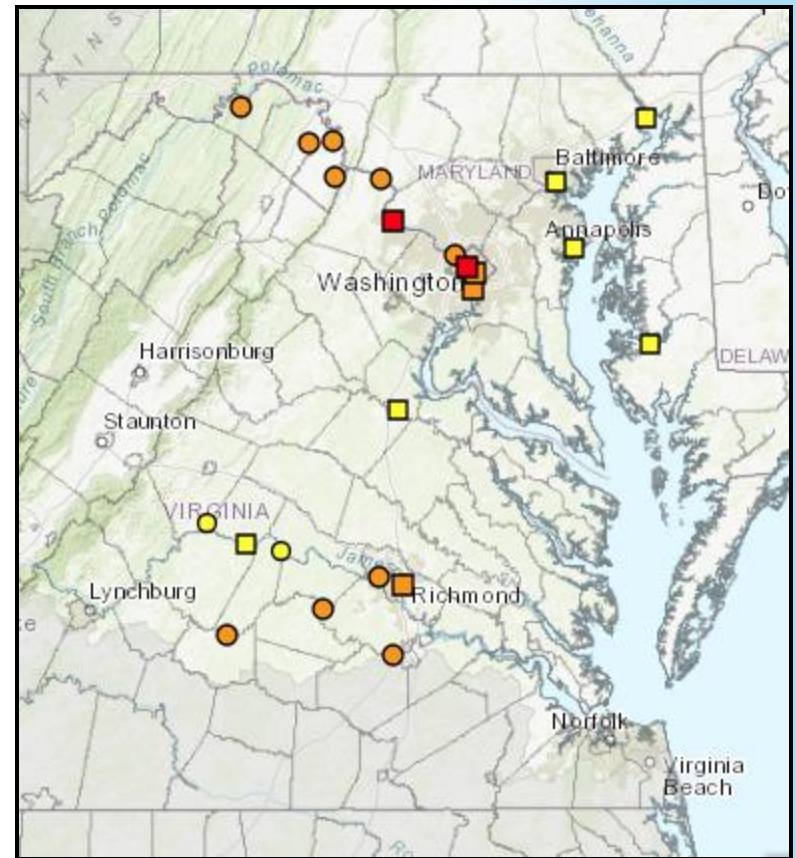 Potomac
MARYLAND
Baltimore
Annapolis
Washington
South Branch Potomac
DELAW
Harrisonburg
Staunton
VIRGINIA
James
Lynchburg
Richmond
Norfolk
Virginia
Beach